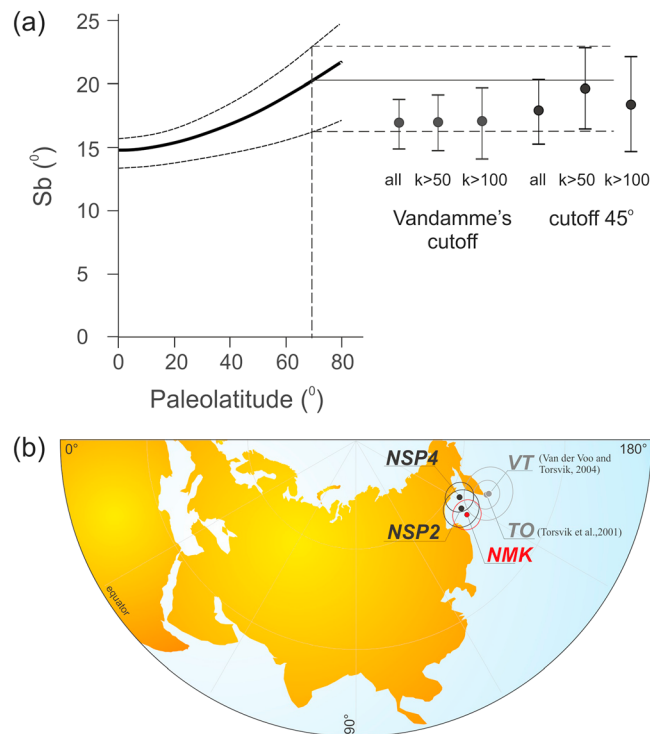 (a)
25
20
15
10
5
0
Sb (⁰)
0 20 40 60 80
Paleolatitude (⁰)
all k>50 k>100 all k>50 k>100
Vandamme's
cutoff
cutoff 45°
(b)
0°
180°
NSP4
VT (Van der Voo and
Torsvik, 2004)
NSP2
TO (Torsvik et al.,2001)
NMK
equator
90°